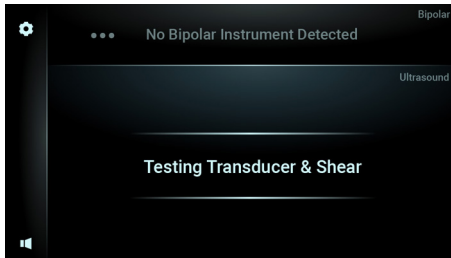 Bipolar
No Bipolar Instrument Detected
Ultrasound
Testing Transducer & Shear